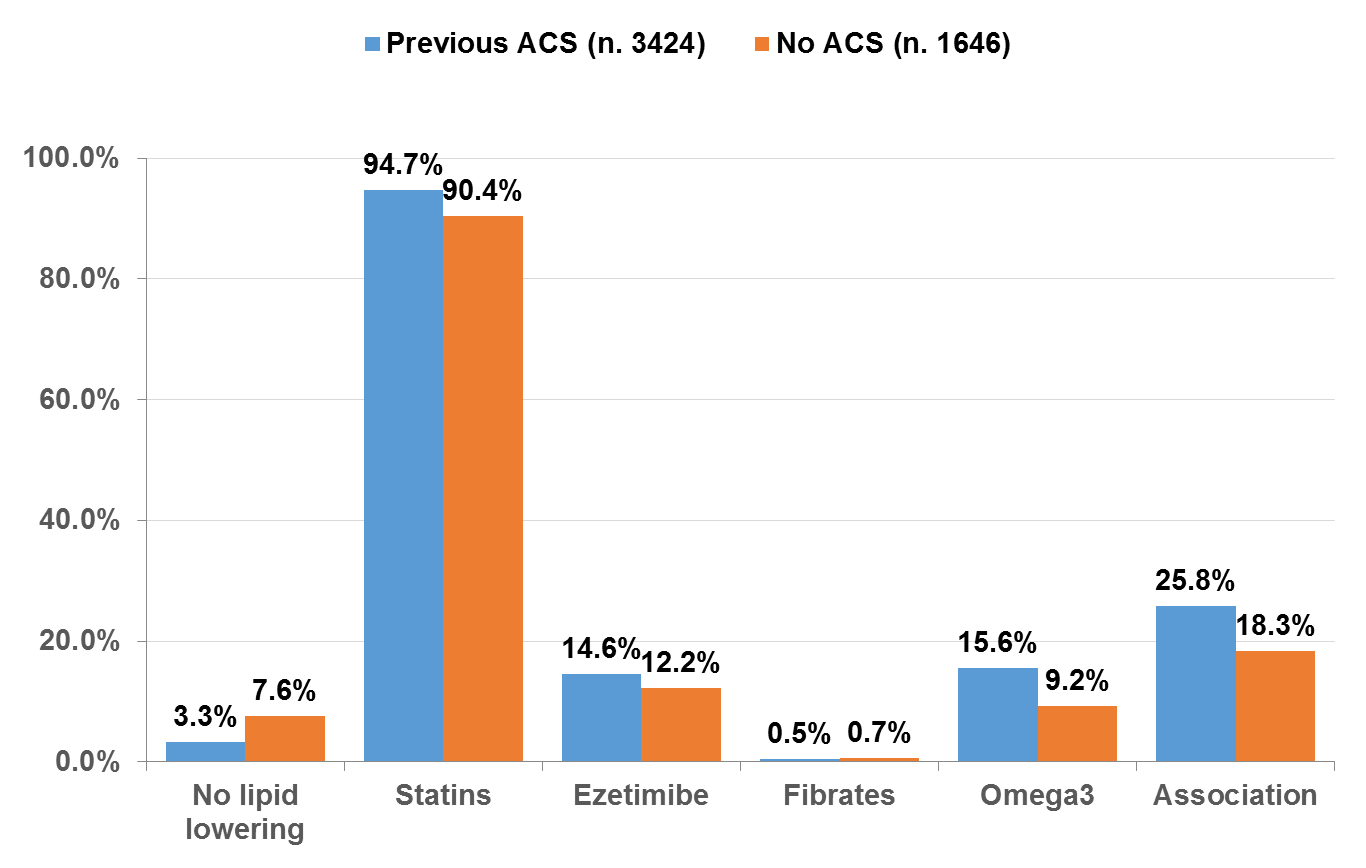 Previous ACS (n. 3424) No ACS (n. 1646)
100.0%
80.0%
60.0%
40.0%
20.0%
0.0%
3.3% 7.6%
94.7% 90.4%
14.6% 12.2%
0.5% 0.7%
15.6% 9.2%
25.8% 18.3%
No lipid
lowering
Statins
Ezetimibe
Fibrates
Omega3
Association